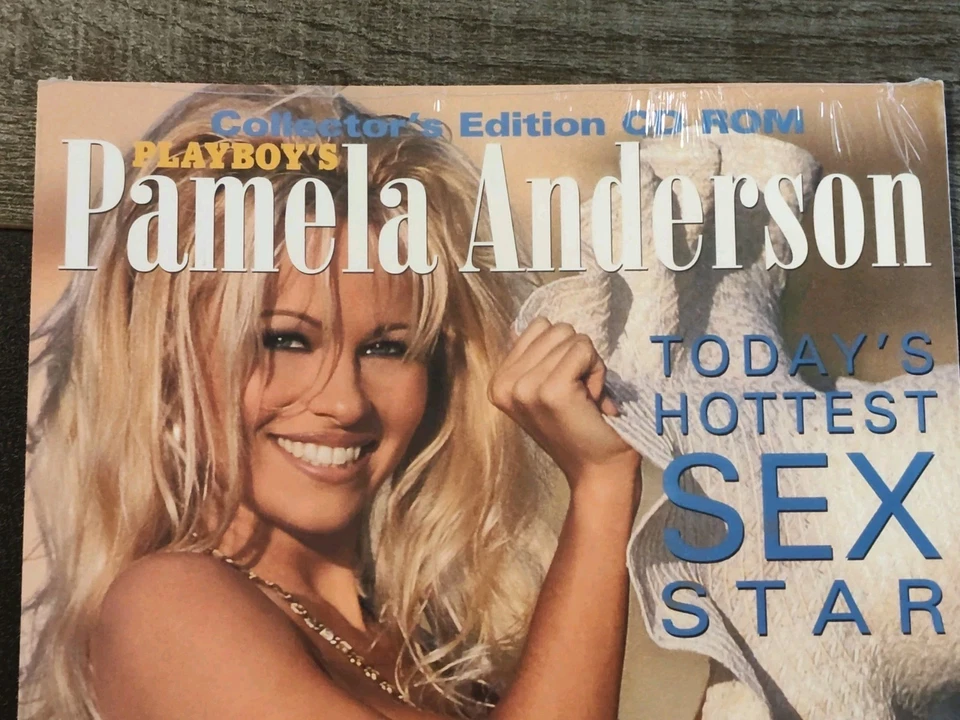 Collector's Edition CD-ROM
PLAYBOY'S
Pamela Anderson
TODAY'S
HOTTEST
SEX
STAR